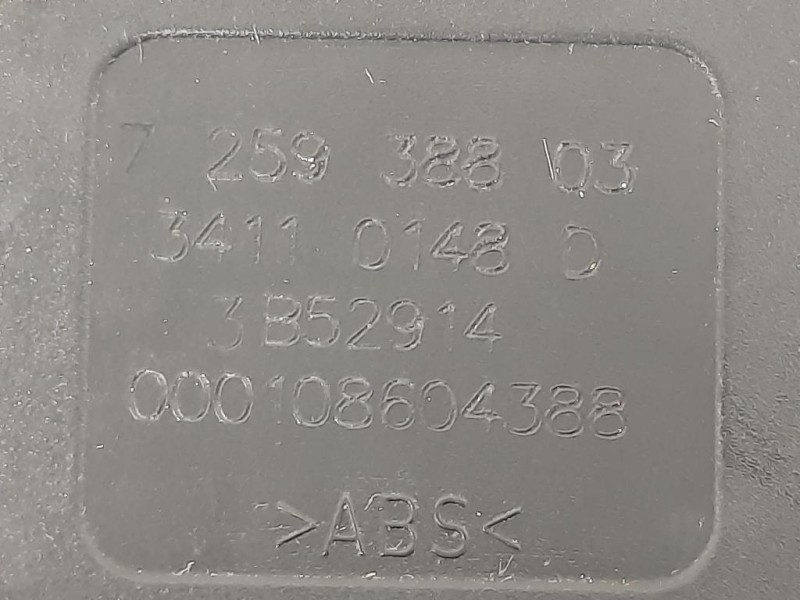 7 259 388 03
3411 0148 D
3B52914
000108604388
>ABS<